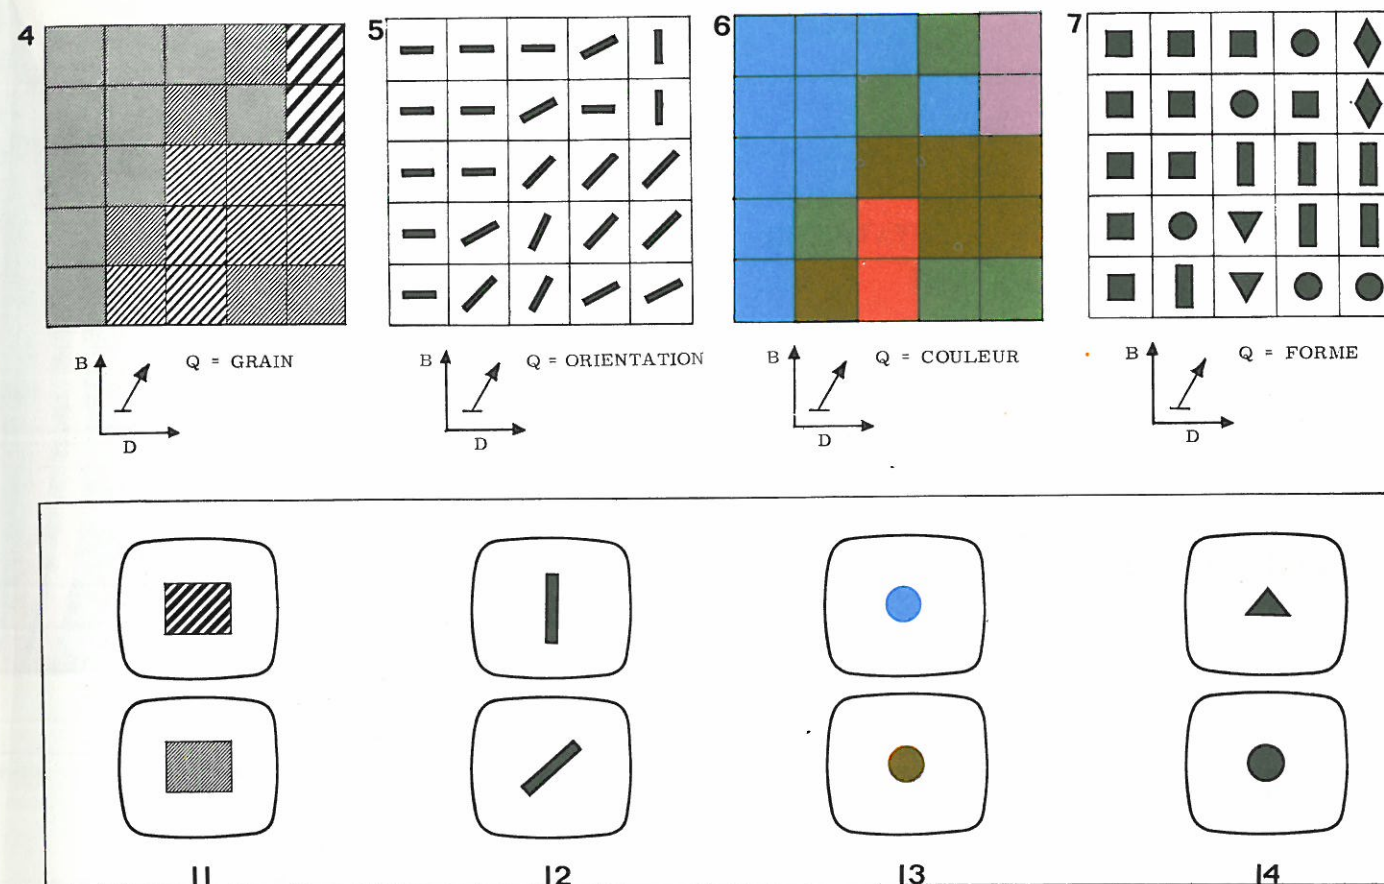 4 5 6 7
B Q = GRAIN B Q = ORIENTATION B Q = COULEUR B Q = FORME
D D D D
11 12 13 14